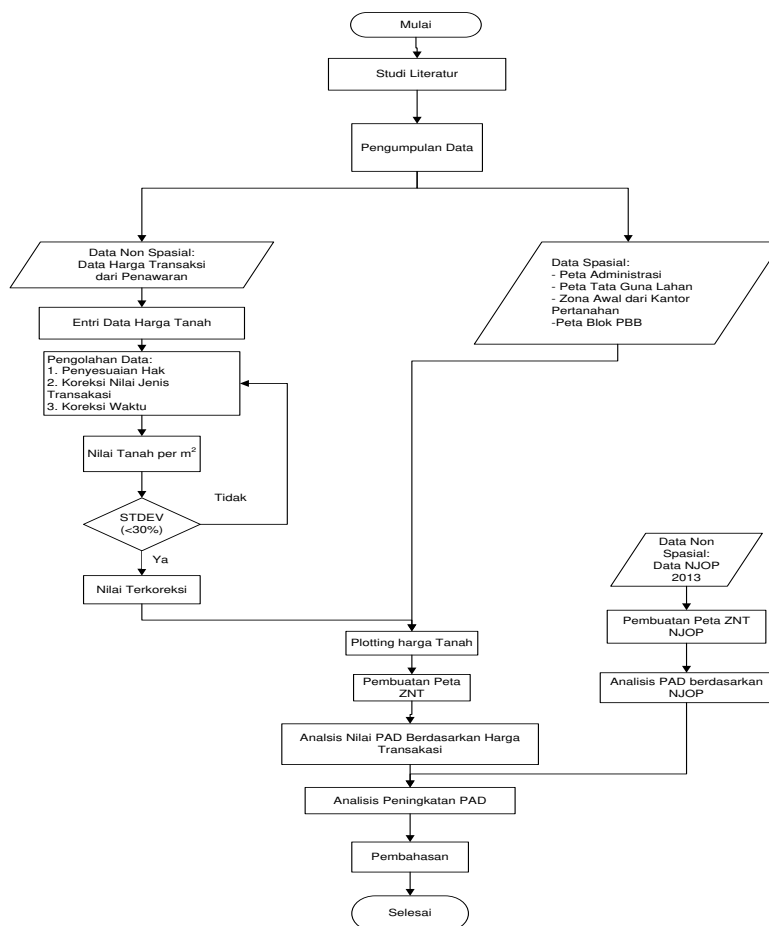 Mulai
Studi Literatur
Pengumpulan Data
Data Non Spasial:
Data Harga Transaksi
dari Penawaran
Data Spasial:
- Peta Administrasi
- Peta Tata Guna Lahan
- Zona Awal dari Kantor
Pertanahan
-Peta Blok PBB
Entri Data Harga Tanah
Pengolahan Data:
1. Penyesuaian Hak
2. Koreksi Nilai Jenis
Transakasi
3. Koreksi Waktu
Nilai Tanah per m²
Tidak
STDEV
(<30%)
Ya
Nilai Terkoreksi
Data Non
Spasial:
Data NJOP
2013
Pembuatan Peta ZNT
NJOP
Plotting harga Tanah
Pembuatan Peta
ZNT
Analisis PAD berdasarkan
NJOP
Analsis Nilai PAD Berdasarkan Harga
Transakasi
Analisis Peningkatan PAD
Pembahasan
Selesai